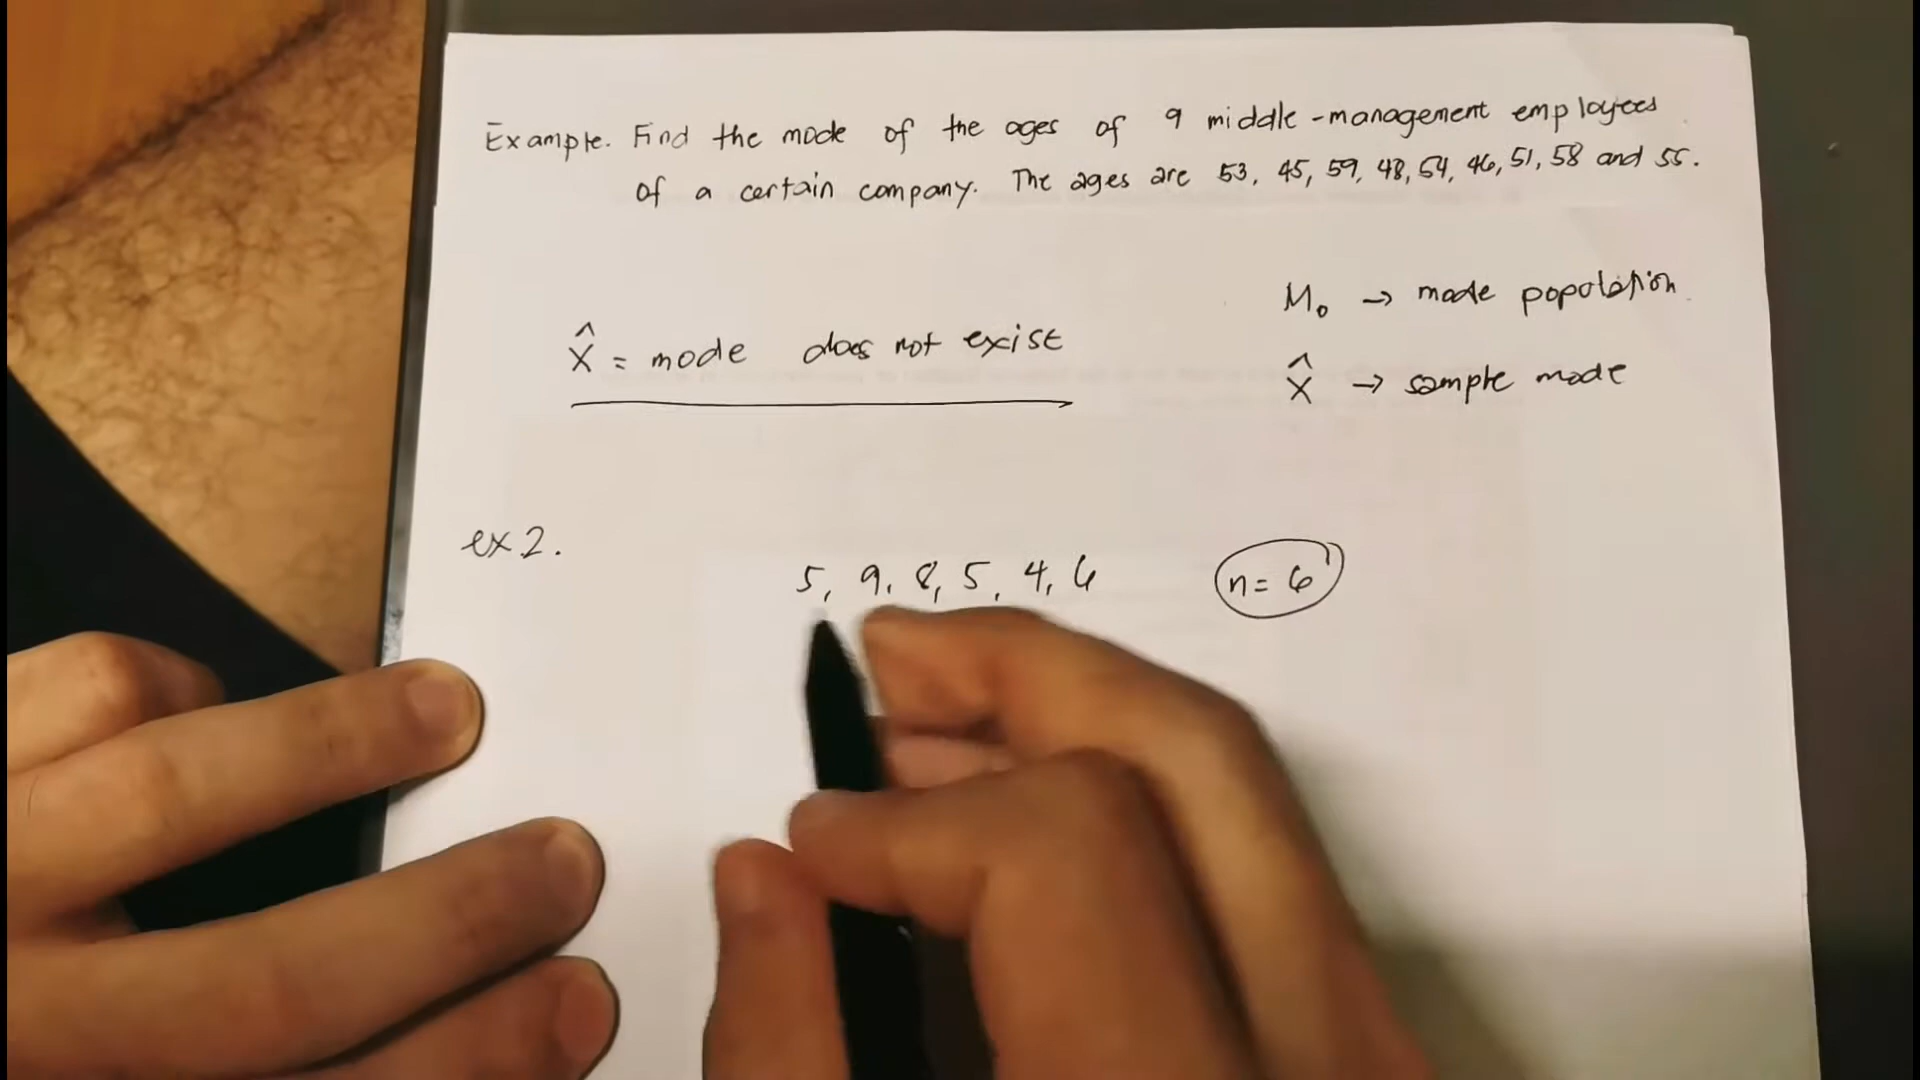 Example. Find the mode of the ages of 9 middle-management employees
of a certain company. The ages are 53, 45, 59, 48, 54, 46, 51, 58 and 55.
M₀ → mode population
X̂ = mode does not exist
X̂ → sample mode
ex 2.
5, 9, 8, 5, 4, 6 n = 6